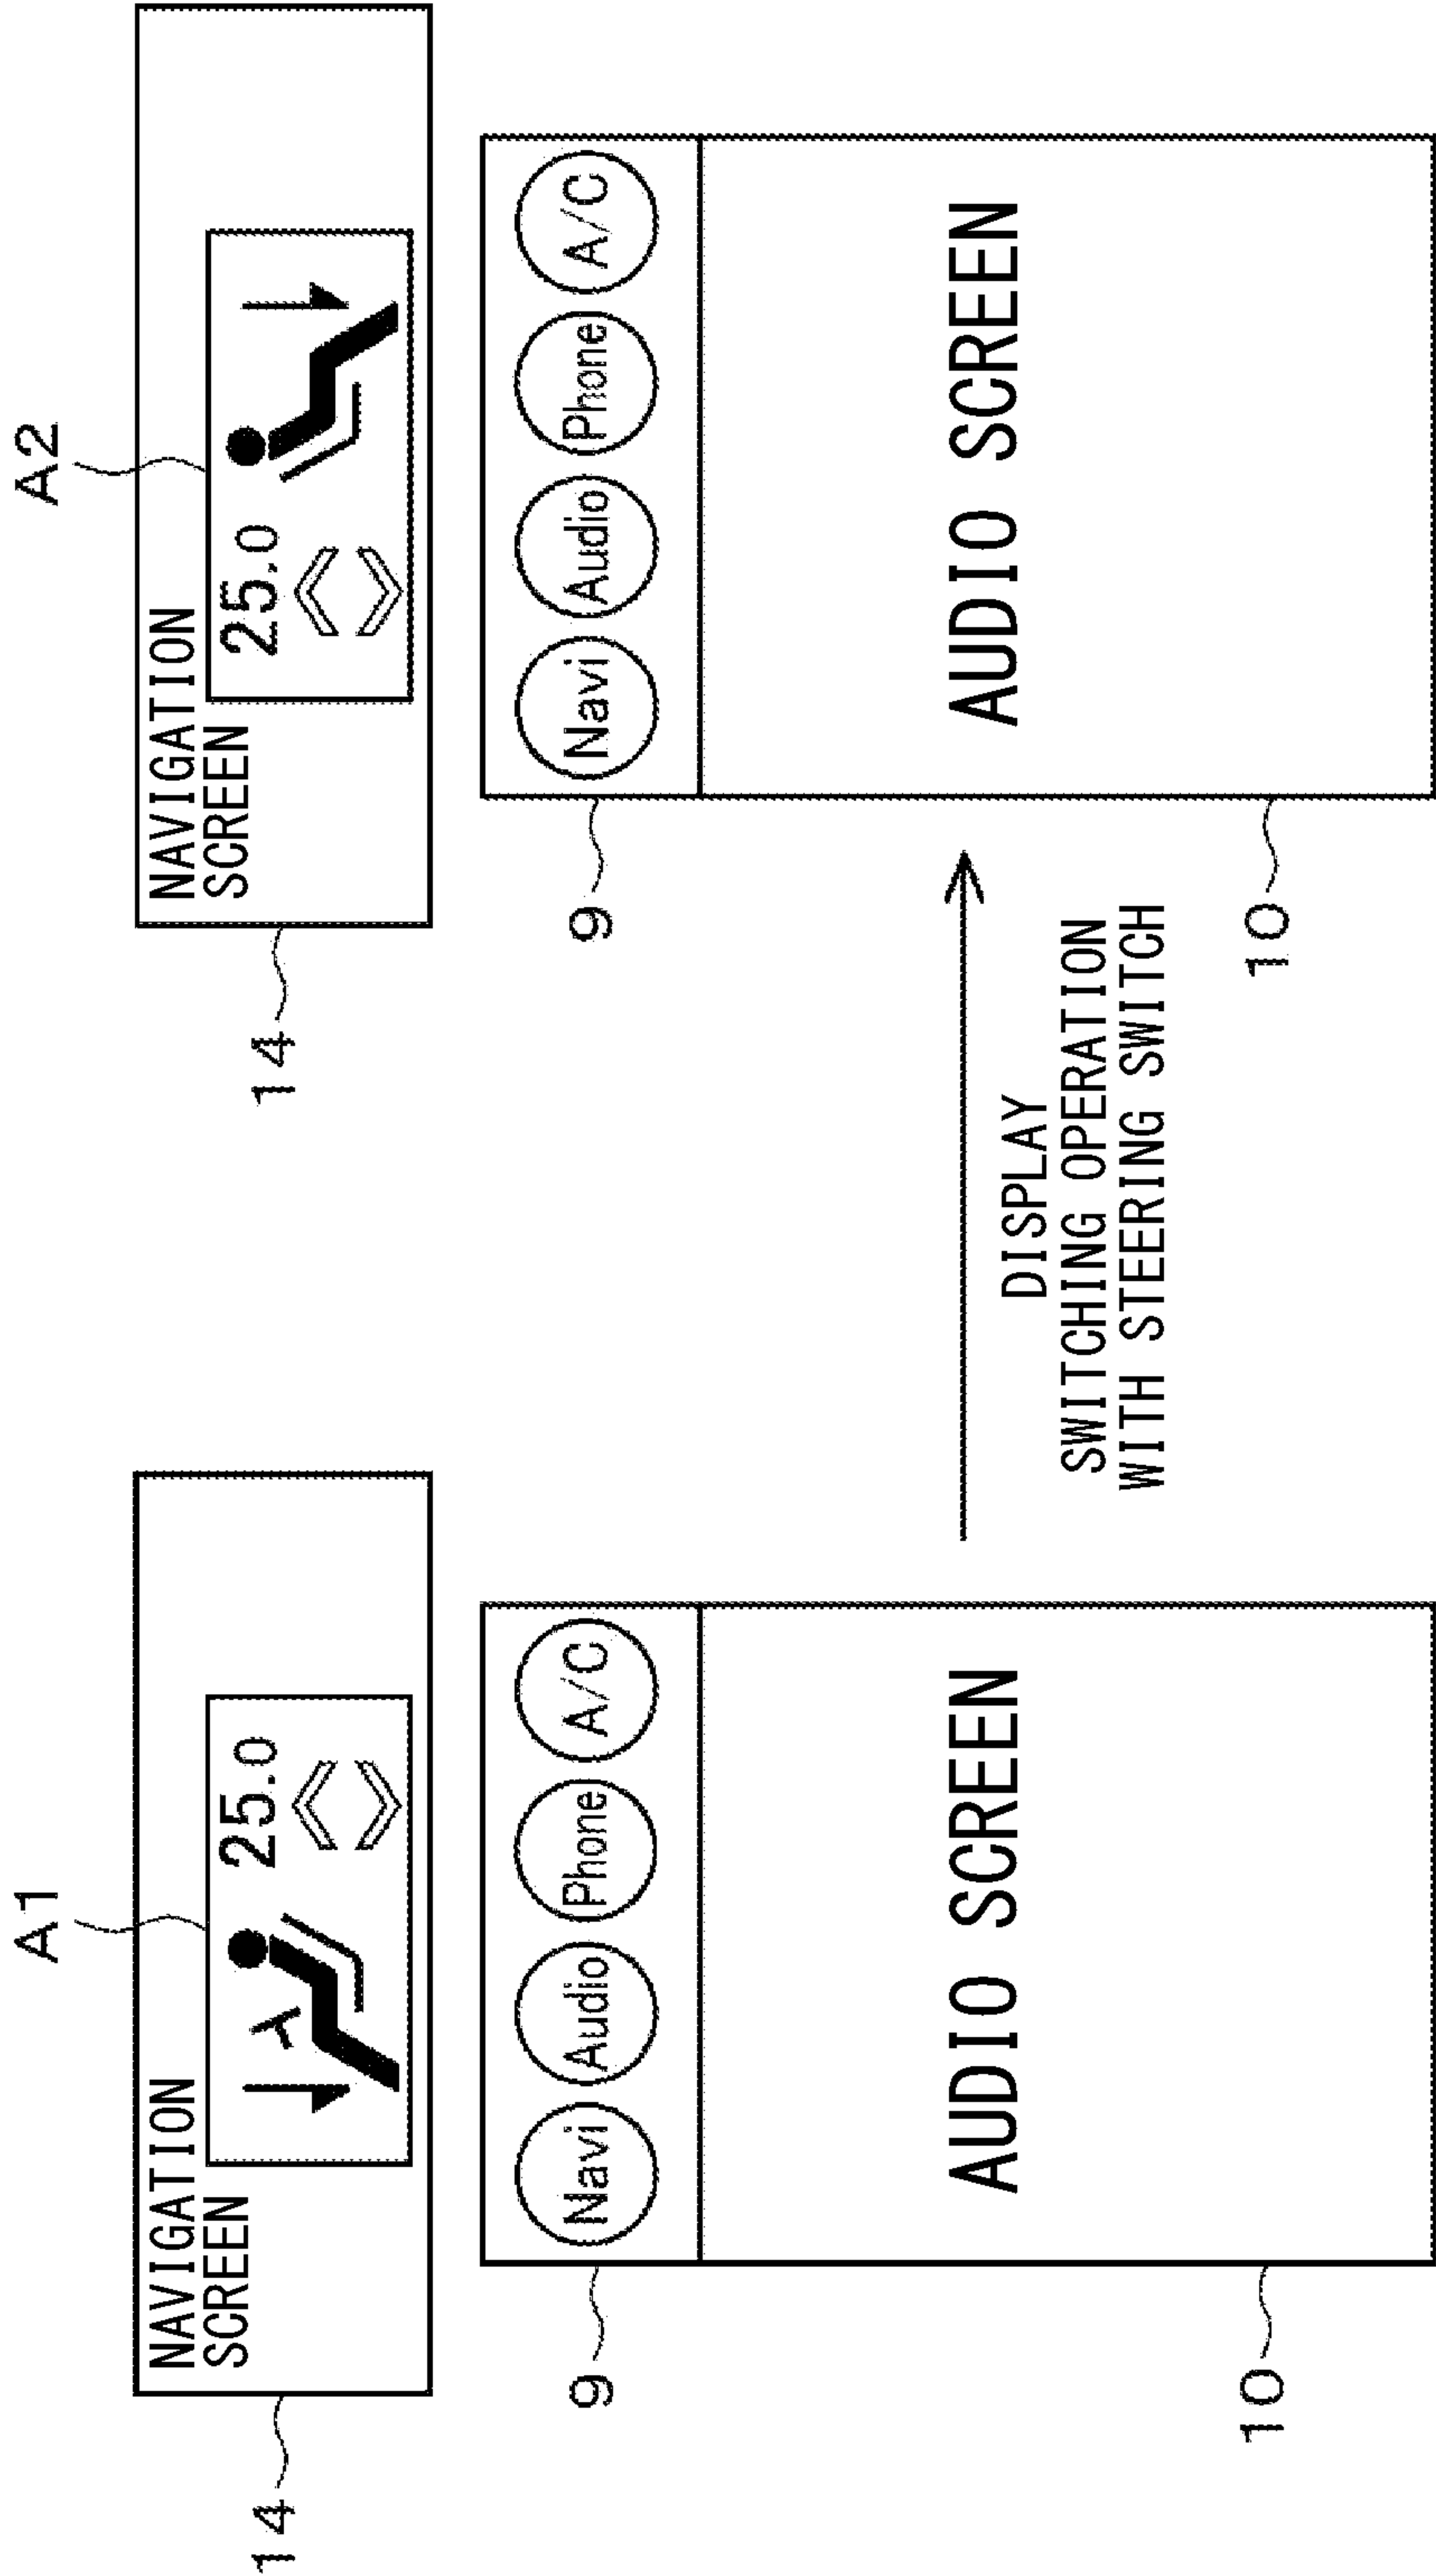 A1
14
NAVIGATION
SCREEN
25.0
9
Navi Audio Phone A/C
AUDIO SCREEN
10
DISPLAY
SWITCHING OPERATION
WITH STEERING SWITCH
A2
14
NAVIGATION
SCREEN
25.0
9
Navi Audio Phone A/C
AUDIO SCREEN
10